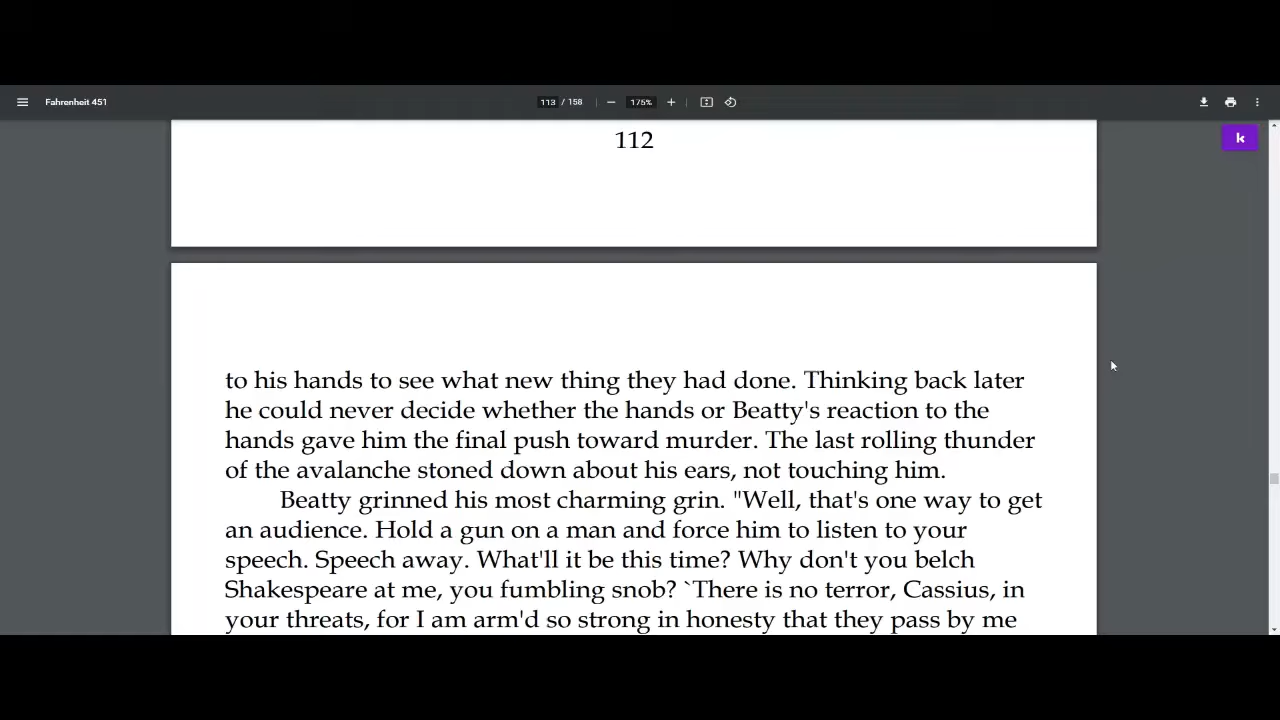 Fahrenheit 451
113 / 158
175%
k
112
to his hands to see what new thing they had done. Thinking back later
he could never decide whether the hands or Beatty's reaction to the
hands gave him the final push toward murder. The last rolling thunder
of the avalanche stoned down about his ears, not touching him.
Beatty grinned his most charming grin. "Well, that's one way to get
an audience. Hold a gun on a man and force him to listen to your
speech. Speech away. What'll it be this time? Why don't you belch
Shakespeare at me, you fumbling snob? `There is no terror, Cassius, in
your threats, for I am arm'd so strong in honesty that they pass by me